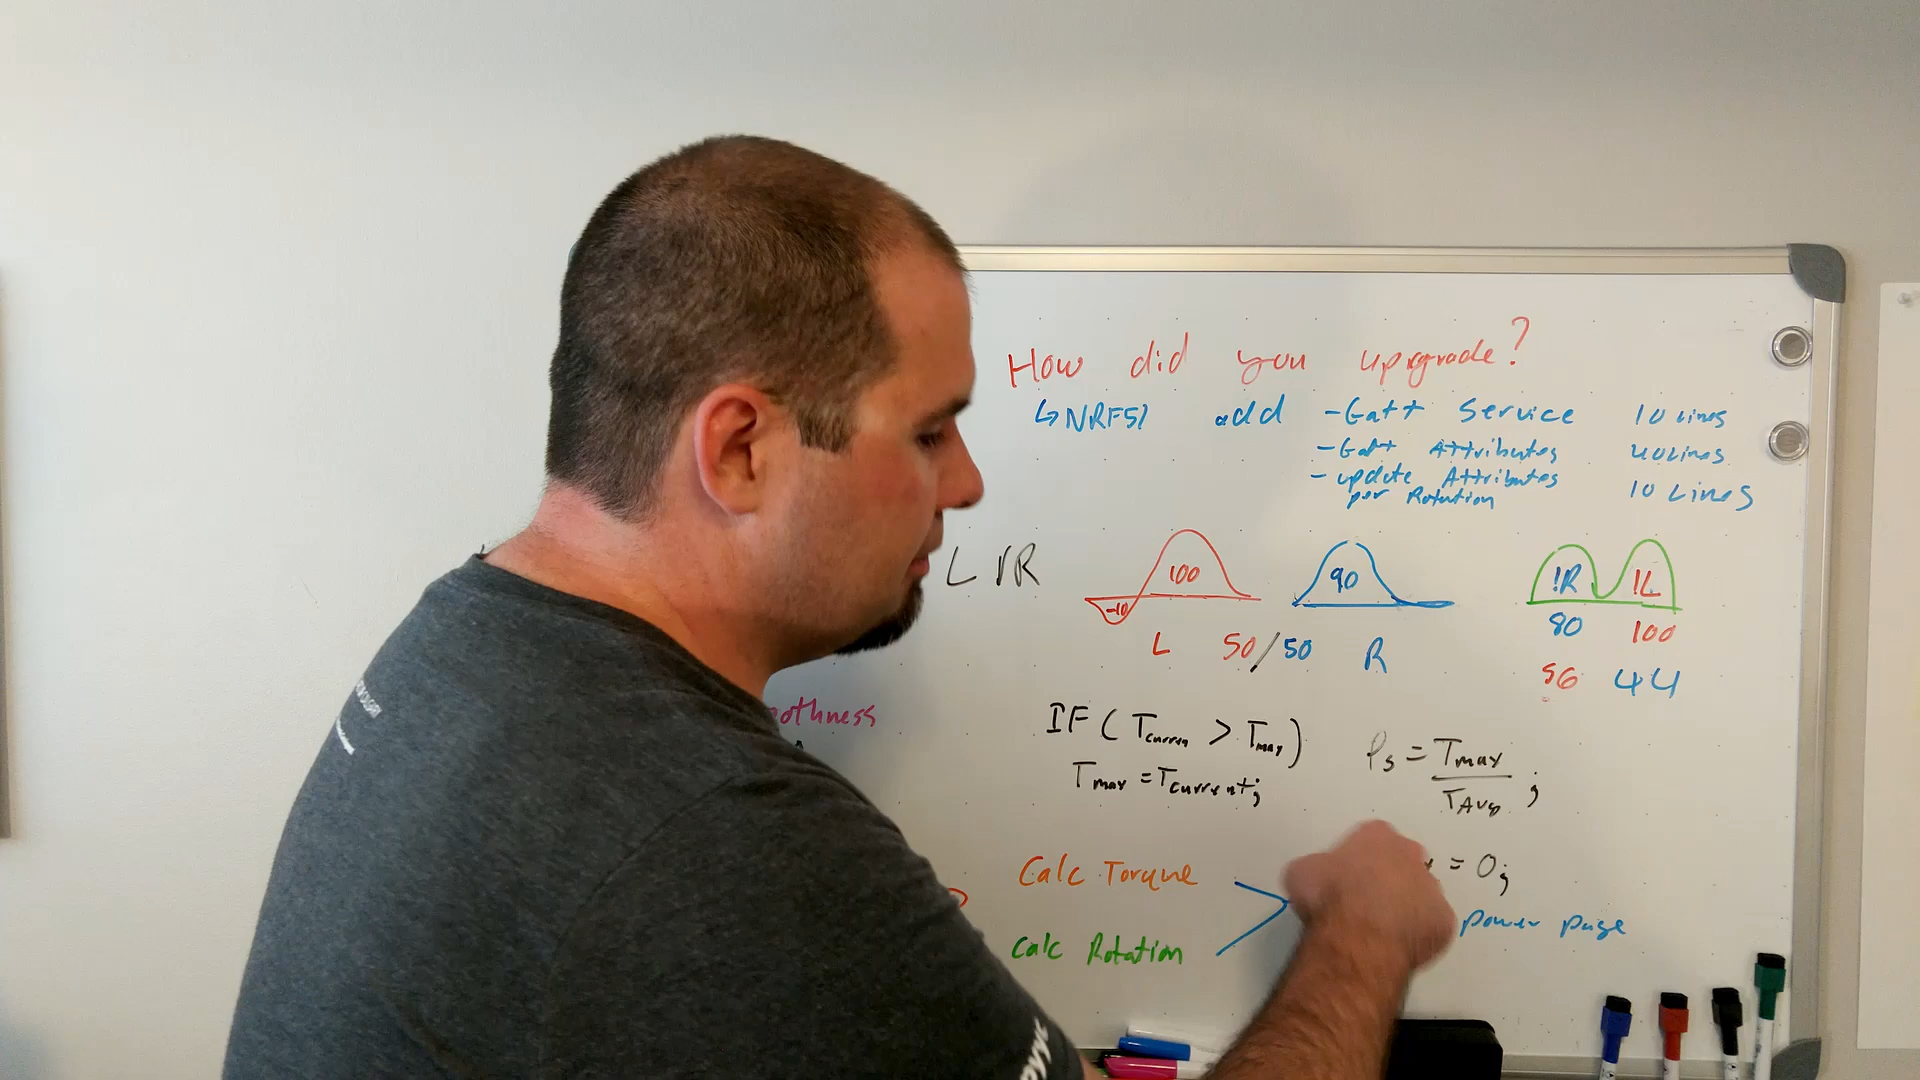 How did you upgrade?
↳ NRF51 add - Gatt Service 10 Lines
- Gatt Attributes 40 Lines
- update Attributes
per Rotation 10 Lines
L/R
100 90 !R !L
-10
80 100
L 50/50 R
56 44
othness
IF (Tcurren > Tmax)
Tmax = Tcurrent;
Ps = Tmax
TAvg ;
Calc Torque
= 0;
power page
Calc Rotation